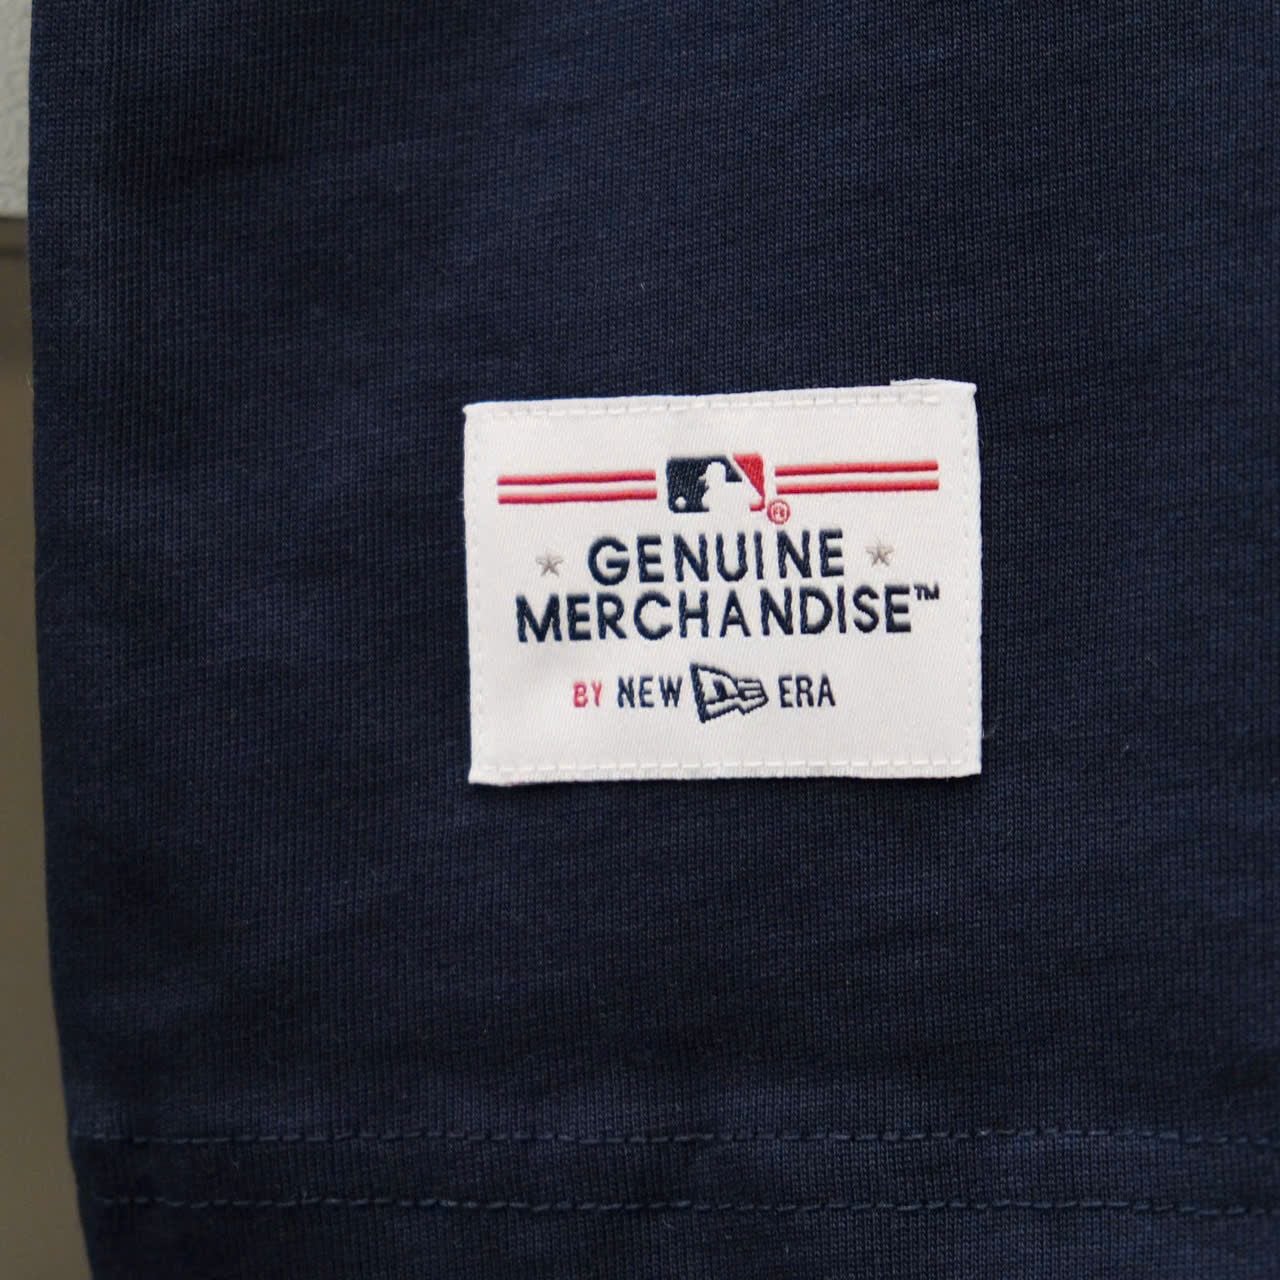 GENUINE
MERCHANDISE™
BY NEW ERA